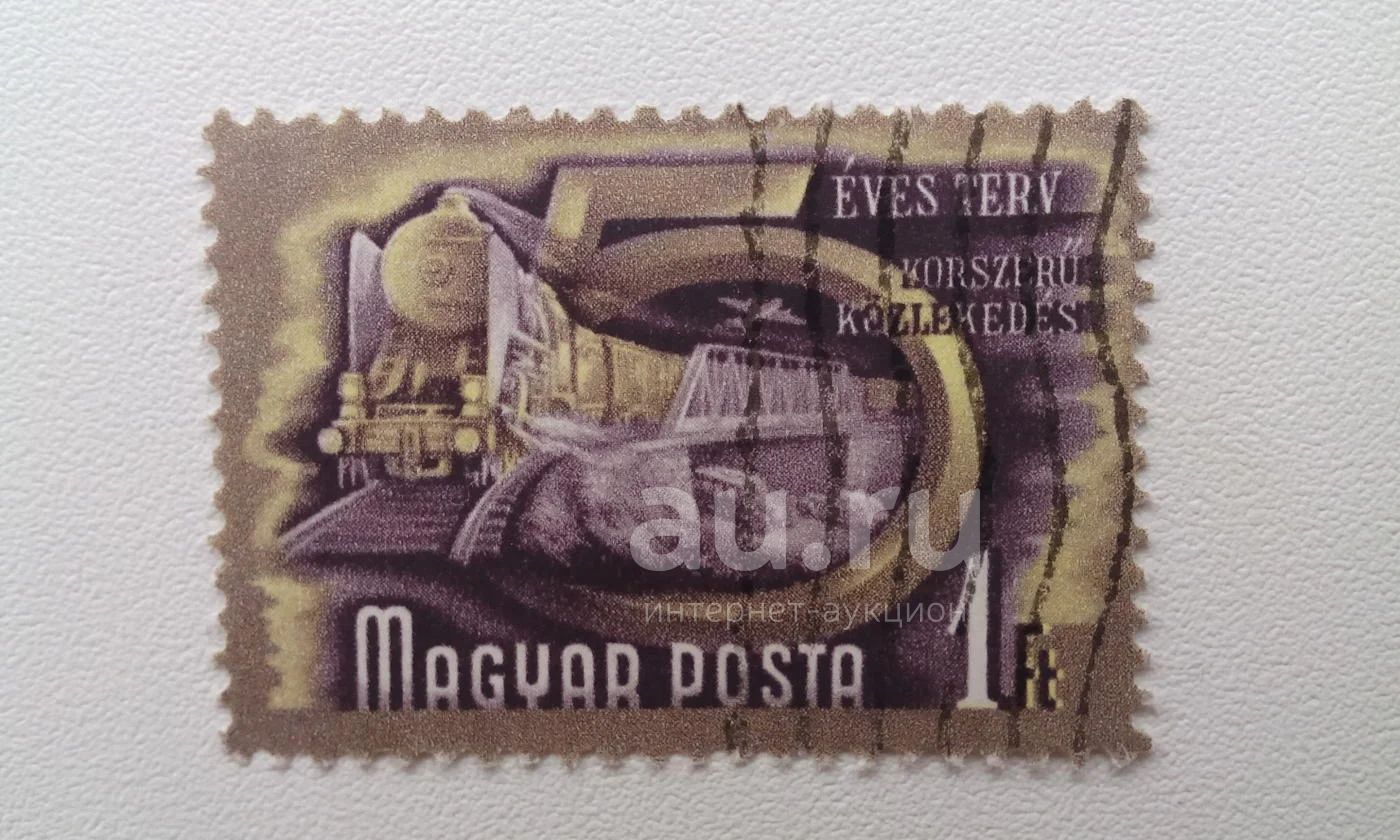 5 ÉVES TERV
KORSZERŰ
KÖZLEKEDÉS
au.ru
интернет-аукцион
MAGYAR POSTA
1 Ft